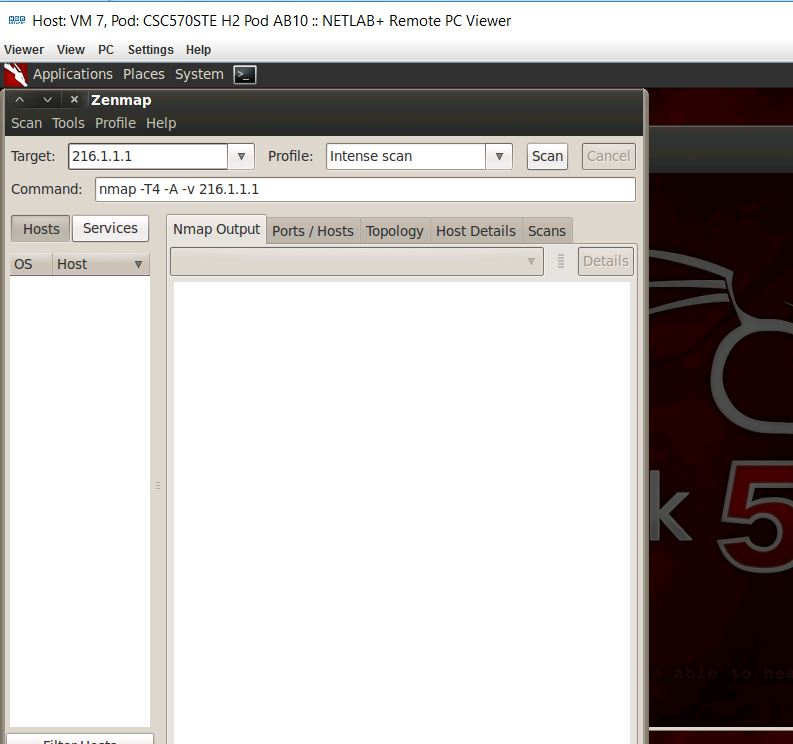 Host: VM 7, Pod: CSC570STE H2 Pod AB10 :: NETLAB+ Remote PC Viewer
Viewer View PC Settings Help
Applications Places System >_
Zenmap
Scan Tools Profile Help
Target: 216.1.1.1 Profile: Intense scan Scan Cancel
Command: nmap -T4 -A -v 216.1.1.1
Hosts Services Nmap Output Ports / Hosts Topology Host Details Scans
Details
OS Host
k 5
able to hea
Filter Hosts